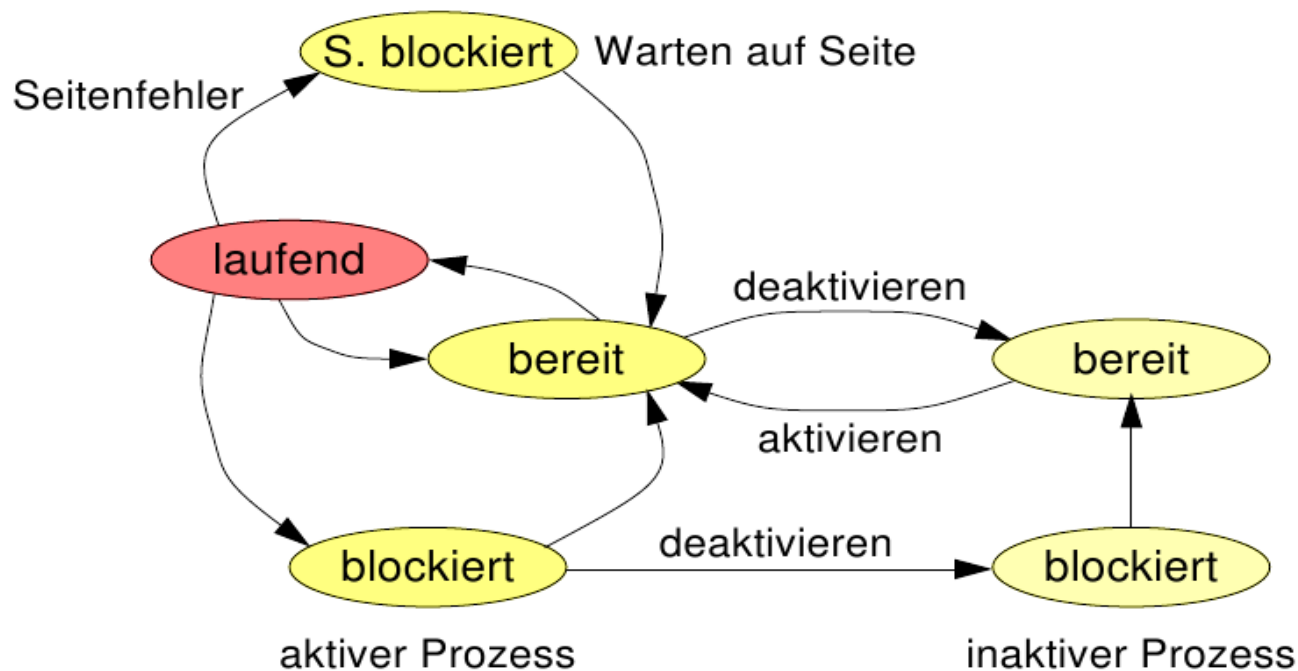 S. blockiert
Warten auf Seite
Seitenfehler
laufend
deaktivieren
bereit
bereit
aktivieren
deaktivieren
blockiert
blockiert
aktiver Prozess
inaktiver Prozess